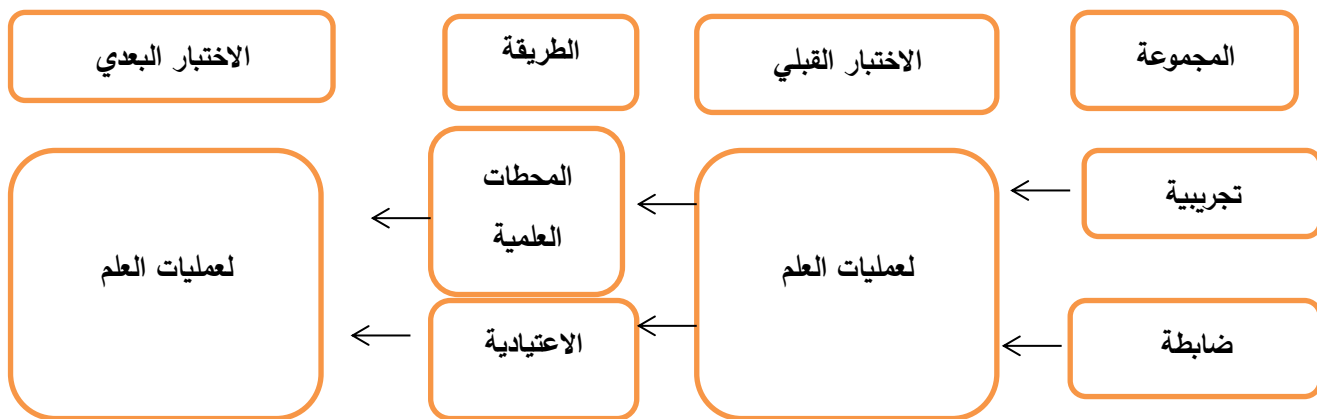 المجموعة
الاختبار القبلي
الطريقة
الاختبار البعدي
تجريبية
لعمليات العلم
المحطات
العلمية
لعمليات العلم
ضابطة
الاعتيادية